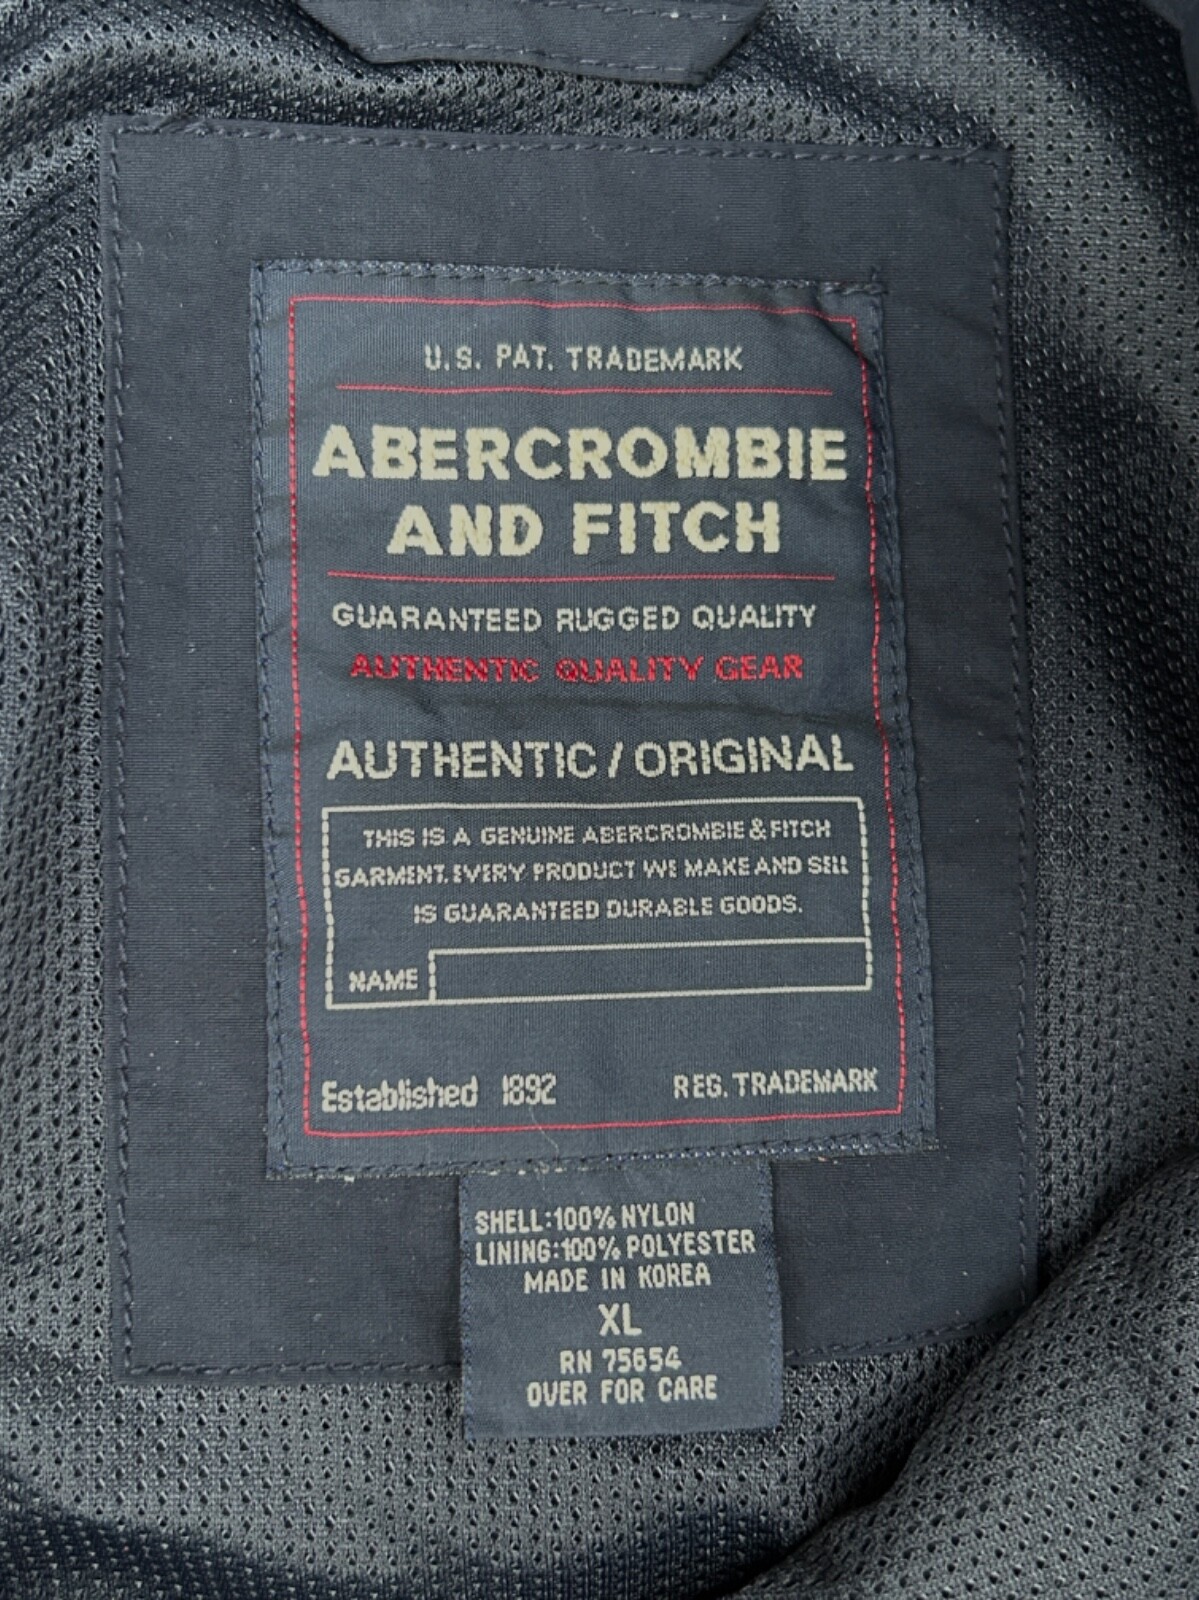 U.S. PAT. TRADEMARK
ABERCROMBIE
AND FITCH
GUARANTEED RUGGED QUALITY
AUTHENTIC QUALITY GEAR
AUTHENTIC / ORIGINAL
THIS IS A GENUINE ABERCROMBIE & FITCH
GARMENT. EVERY PRODUCT WE MAKE AND SELL
IS GUARANTEED DURABLE GOODS.
NAME
Established 1892 REG. TRADEMARK
SHELL:100% NYLON
LINING:100% POLYESTER
MADE IN KOREA
XL
RN 75654
OVER FOR CARE